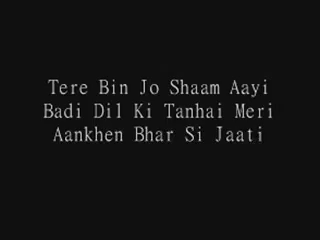 Tere Bin Jo Shaam Aayi
Badi Dil Ki Tanhai Meri
Aankhen Bhar Si Jaati